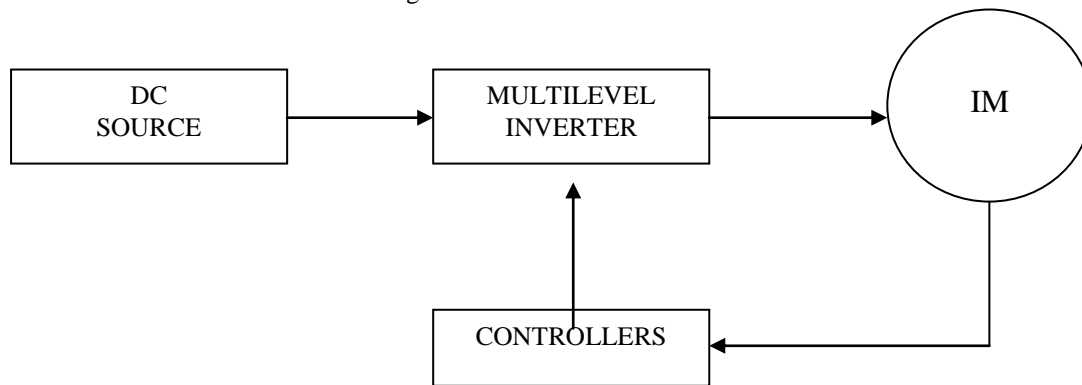 DC
SOURCE
MULTILEVEL
INVERTER
IM
CONTROLLERS